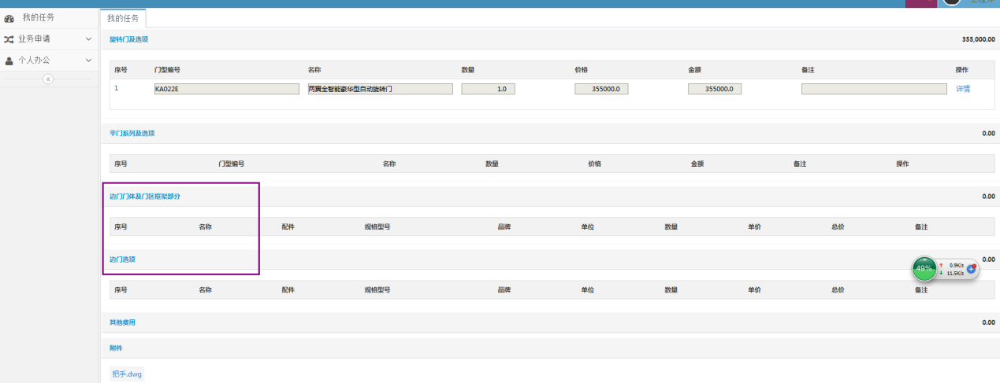 我的任务
我的任务
业务申请
个人办公
旋转门及选项 355,000.00
序号 门型编号 名称 数量 价格 金额 备注 操作
1 KA022E 两翼全智能豪华型自动旋转门 1.0 355000.0 355000.0 详情
平门系列及选项 0.00
序号 门型编号 名称 数量 价格 金额 备注 操作
边门门体及门区框架部分 0.00
序号 名称 配件 规格型号 品牌 单位 数量 单价 总价 备注
边门选项 0.00
49% 0.9K/s
11.5K/s
序号 名称 配件 规格型号 品牌 单位 数量 单价 总价 备注
其他费用 0.00
附件
把手.dwg